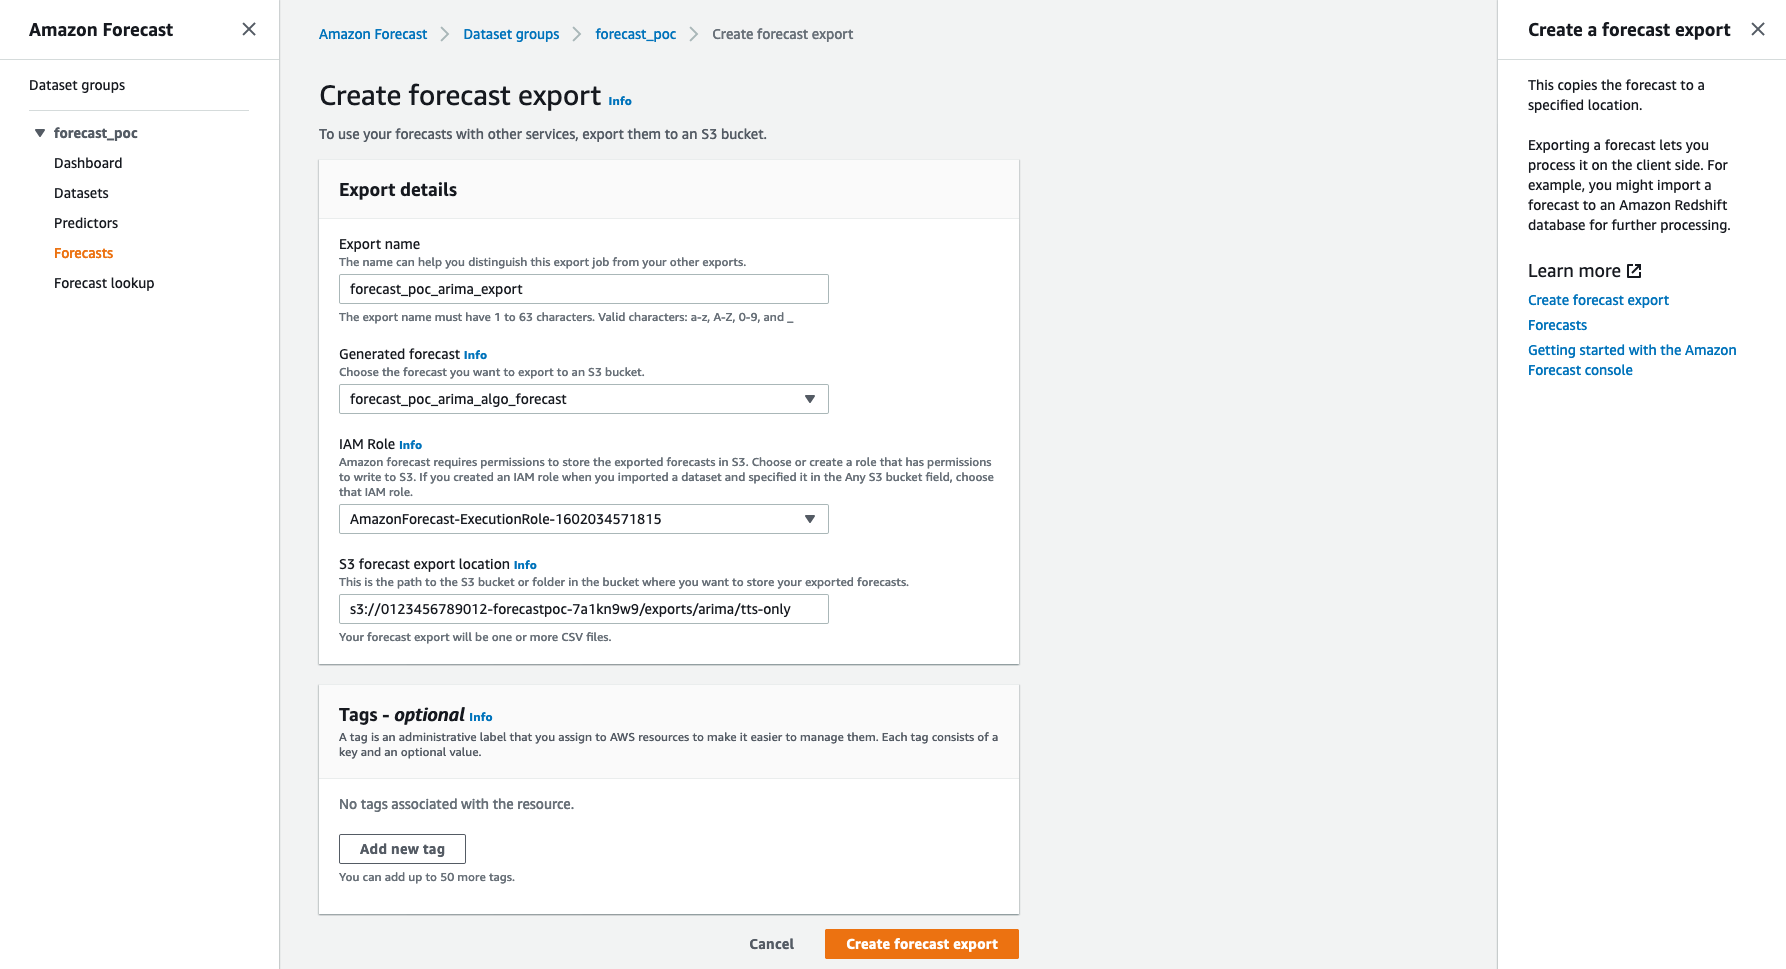 Amazon Forecast
Dataset groups
forecast_poc
Dashboard
Datasets
Predictors
Forecasts
Forecast lookup
Amazon Forecast > Dataset groups > forecast_poc > Create forecast export
Create forecast export Info
To use your forecasts with other services, export them to an S3 bucket.
Export details
Export name
The name can help you distinguish this export job from your other exports.
forecast_poc_arima_export
The export name must have 1 to 63 characters. Valid characters: a-z, A-Z, 0-9, and _
Generated forecast Info
Choose the forecast you want to export to an S3 bucket.
forecast_poc_arima_algo_forecast
IAM Role Info
Amazon forecast requires permissions to store the exported forecasts in S3. Choose or create a role that has permissions
to write to S3. If you created an IAM role when you imported a dataset and specified it in the Any S3 bucket field, choose
that IAM role.
AmazonForecast-ExecutionRole-1602034571815
S3 forecast export location Info
This is the path to the S3 bucket or folder in the bucket where you want to store your exported forecasts.
s3://0123456789012-forecastpoc-7a1kn9w9/exports/arima/tts-only
Your forecast export will be one or more CSV files.
Tags - optional Info
A tag is an administrative label that you assign to AWS resources to make it easier to manage them. Each tag consists of a
key and an optional value.
No tags associated with the resource.
Add new tag
You can add up to 50 more tags.
Cancel
Create forecast export
Create a forecast export
This copies the forecast to a
specified location.
Exporting a forecast lets you
process it on the client side. For
example, you might import a
forecast to an Amazon Redshift
database for further processing.
Learn more
Create forecast export
Forecasts
Getting started with the Amazon
Forecast console